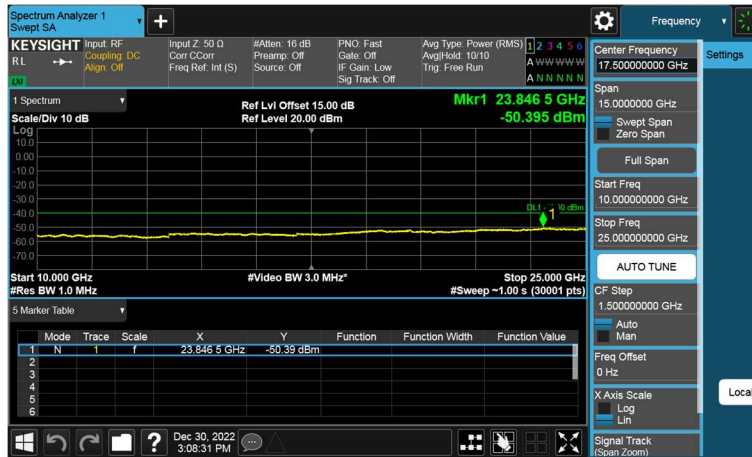 Spectrum Analyzer 1
Swept SA
Frequency
KEYSIGHT
RL
LXI
Input: RF
Coupling: DC
Align: Off
Input Z: 50 Ω
Corr CCorr
Freq Ref: Int (S)
#Atten: 16 dB
Preamp: Off
Source: Off
PNO: Fast
Gate: Off
IF Gain: Low
Sig Track: Off
Avg Type: Power (RMS)
Avg|Hold: 10/10
Trig: Free Run
1 2 3 4 5 6
A W W W W W
A N N N N N
1 Spectrum
Scale/Div 10 dB
Ref Lvl Offset 15.00 dB
Ref Level 20.00 dBm
Mkr1 23.846 5 GHz
-50.395 dBm
Log
10.0
0.00
-10.0
-20.0
-30.0
-40.0
-50.0
-60.0
-70.0
1
Start 10.000 GHz
#Res BW 1.0 MHz
#Video BW 3.0 MHz*
Stop 25.000 GHz
#Sweep ~1.00 s (30001 pts)
5 Marker Table
Mode Trace Scale X Y Function Function Width Function Value
1 N 1 f 23.846 5 GHz -50.39 dBm
2
3
4
5
6
Dec 30, 2022
3:08:31 PM
Center Frequency
17.500000000 GHz
Settings
Span
15.0000000 GHz
Swept Span
Zero Span
Full Span
Start Freq
10.000000000 GHz
Stop Freq
25.000000000 GHz
AUTO TUNE
CF Step
1.500000000 GHz
Auto
Man
Freq Offset
0 Hz
X Axis Scale
Log
Lin
Local
Signal Track
(Span Zoom)